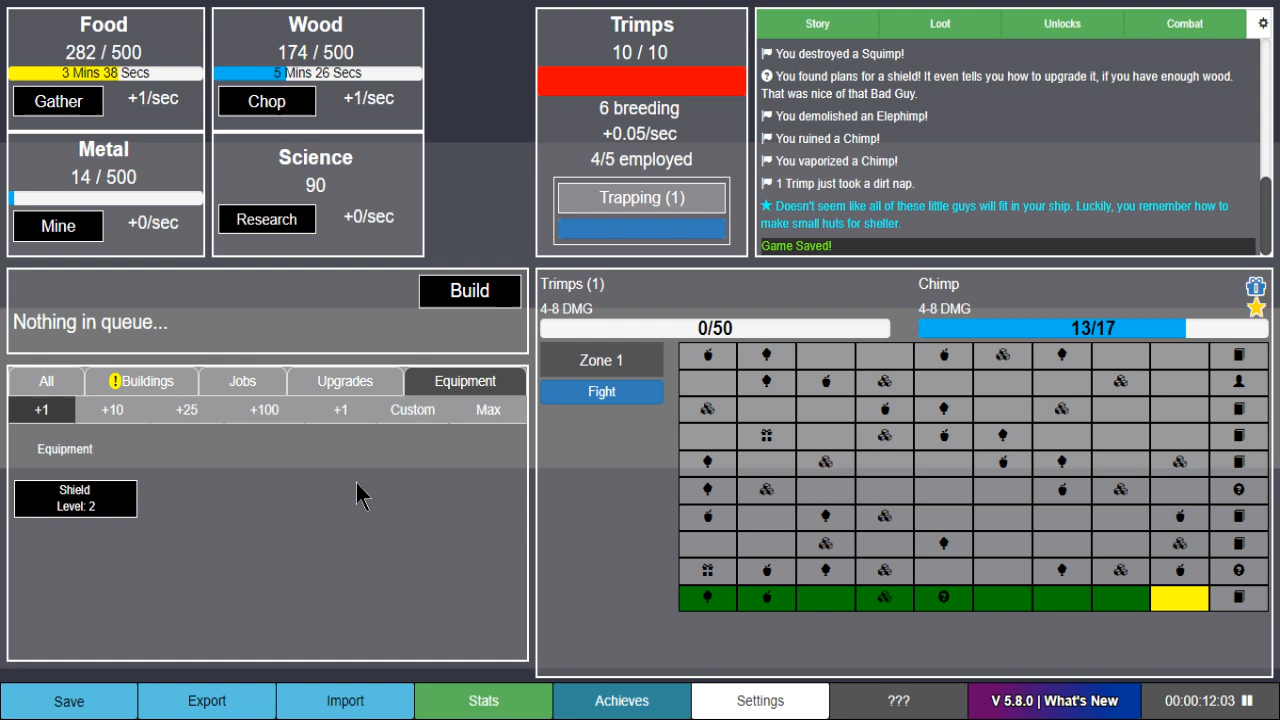 Food
282 / 500
3 Mins 38 Secs
Gather
+1/sec
Wood
174 / 500
5 Mins 26 Secs
Chop
+1/sec
Metal
14 / 500
Mine
+0/sec
Science
90
Research
+0/sec
Trimps
10 / 10
6 breeding
+0.05/sec
4/5 employed
Trapping (1)
Story
Loot
Unlocks
Combat
You destroyed a Squimp!
You found plans for a shield! It even tells you how to upgrade it, if you have enough wood.
That was nice of that Bad Guy.
You demolished an Elephimp!
You ruined a Chimp!
You vaporized a Chimp!
1 Trimp just took a dirt nap.
Doesn't seem like all of these little guys will fit in your ship. Luckily, you remember how to
make small huts for shelter.
Game Saved!
Build
Nothing in queue...
All
! Buildings
Jobs
Upgrades
Equipment
+1
+10
+25
+100
+1
Custom
Max
Equipment
Shield
Level: 2
Trimps (1)
4-8 DMG
0/50
Chimp
4-8 DMG
13/17
Zone 1
Fight
Save
Export
Import
Stats
Achieves
Settings
???
V 5.8.0 | What's New
00:00:12:03